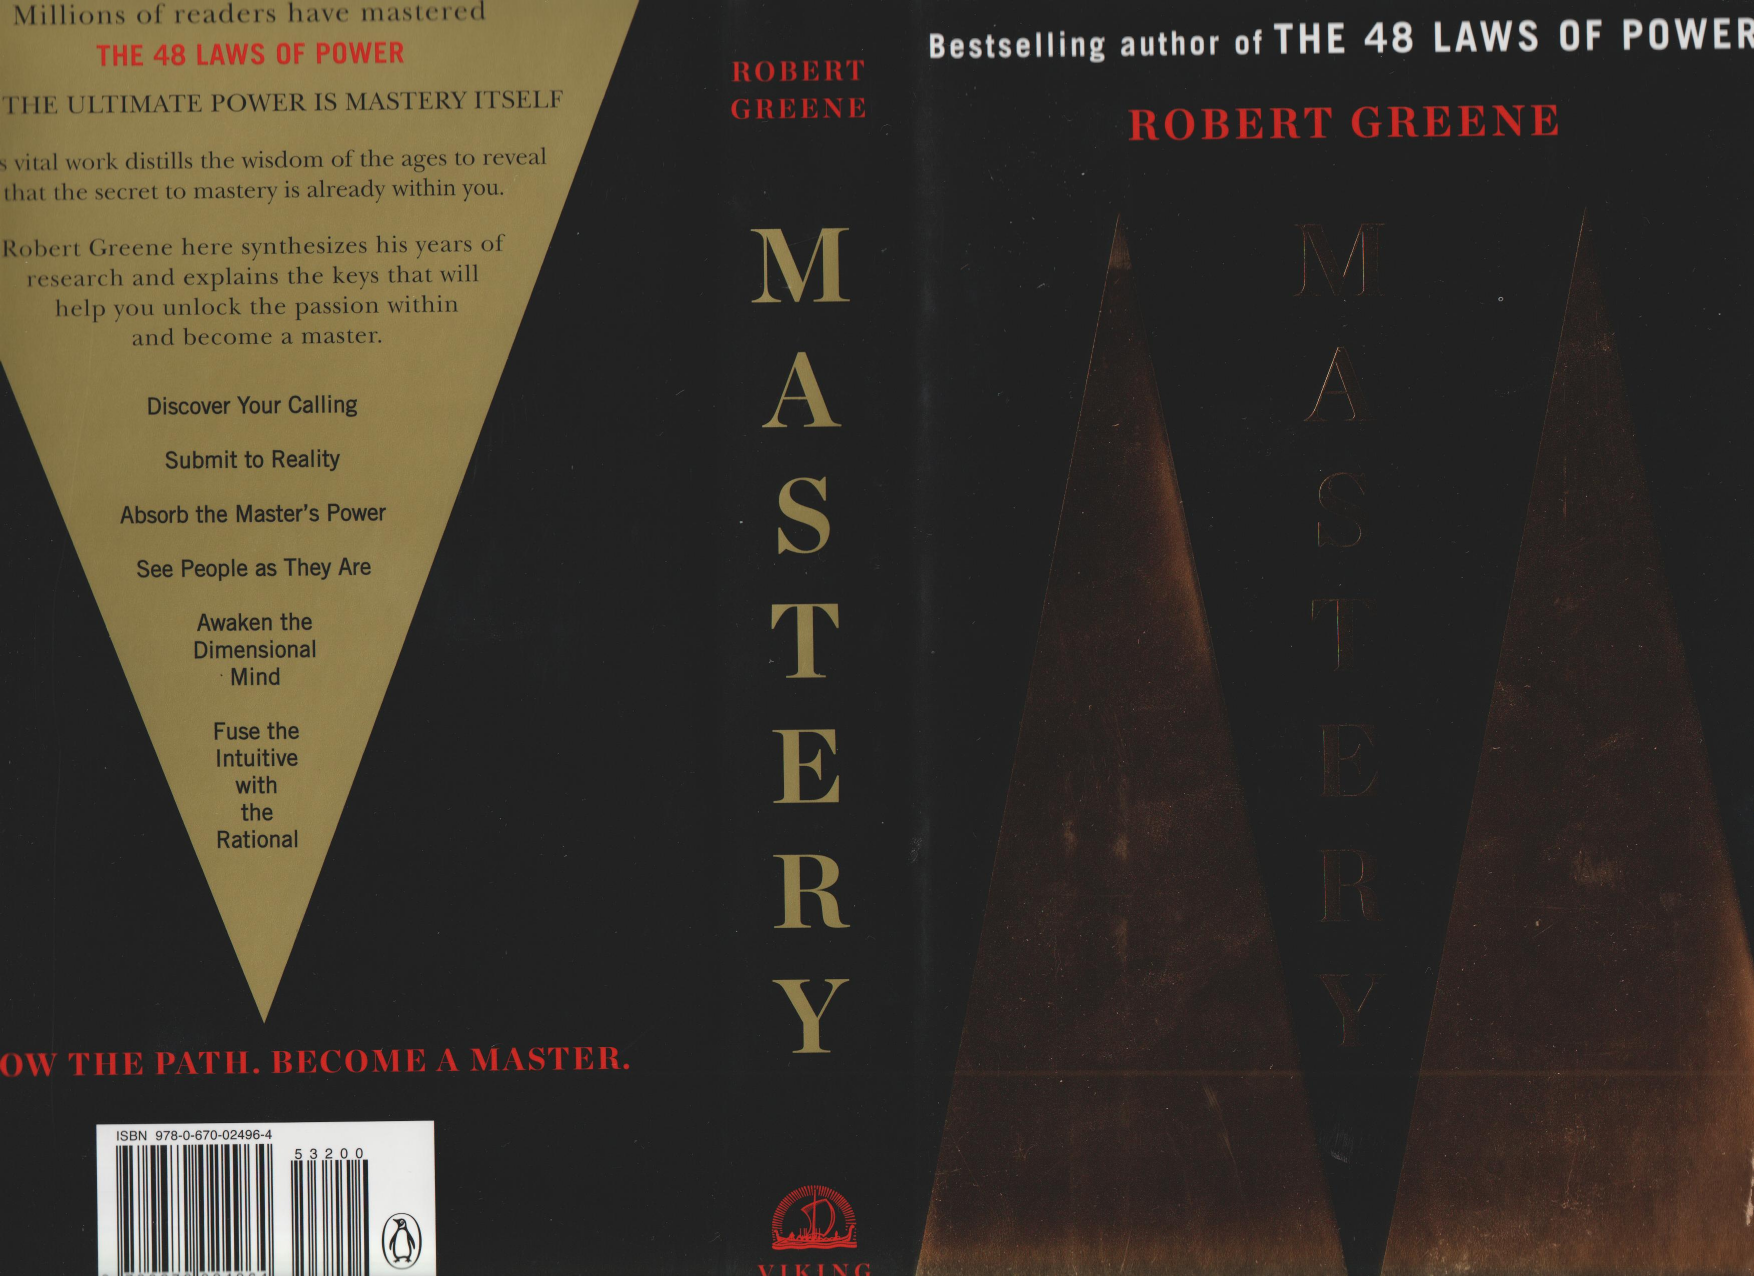 Millions of readers have mastered
THE 48 LAWS OF POWER
THE ULTIMATE POWER IS MASTERY ITSELF
s vital work distills the wisdom of the ages to reveal
that the secret to mastery is already within you.
Robert Greene here synthesizes his years of
research and explains the keys that will
help you unlock the passion within
and become a master.
Discover Your Calling
Submit to Reality
Absorb the Master's Power
See People as They Are
Awaken the
Dimensional
Mind
Fuse the
Intuitive
with
the
Rational
OW THE PATH. BECOME A MASTER.
ISBN 978-0-670-02496-4
53200
ROBERT
GREENE
MASTERY
VIKING
Bestselling author of THE 48 LAWS OF POWER
ROBERT GREENE
MASTERY